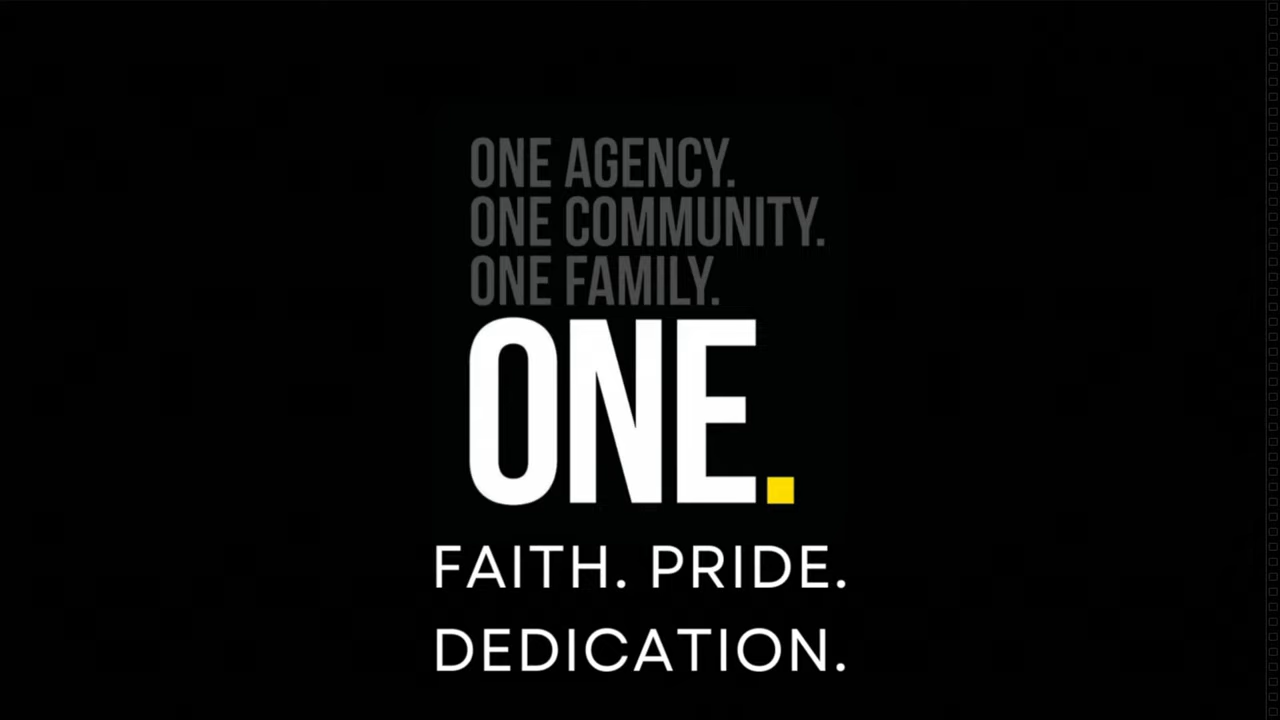 ONE AGENCY.
ONE COMMUNITY.
ONE FAMILY.
ONE.
FAITH. PRIDE.
DEDICATION.